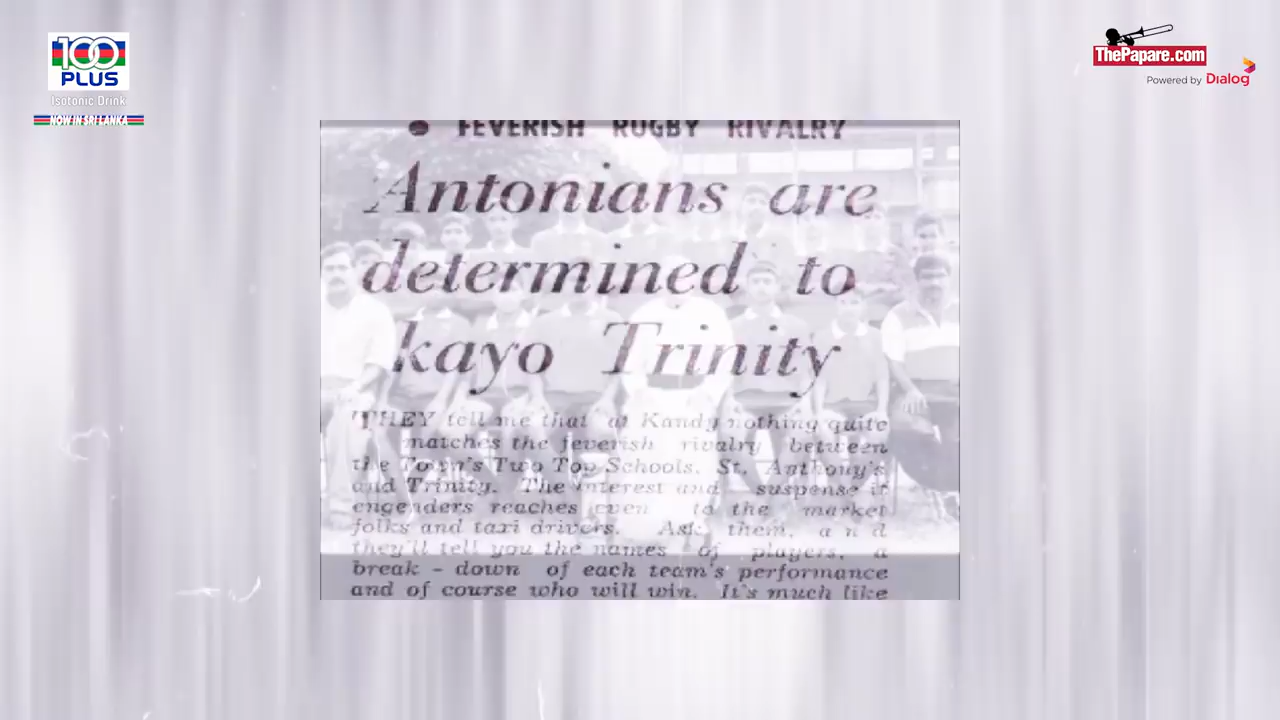 100
PLUS
Isotonic Drink
NOW IN SRI LANKA
ThePapare.com
Powered by Dialog
FEVERISH RUGBY RIVALRY
Antonians are
determined to
kayo Trinity
THEY tell me that at Kandy nothing quite
matches the feverish rivalry between
the Town's Two Top Schools. St. Anthony's
and Trinity. The interest and suspense it
engenders reaches even to the market
folks and taxi drivers. Ask them, and
they'll tell you the names of players, a
break - down of each team's performance
and of course who will win. It's much like